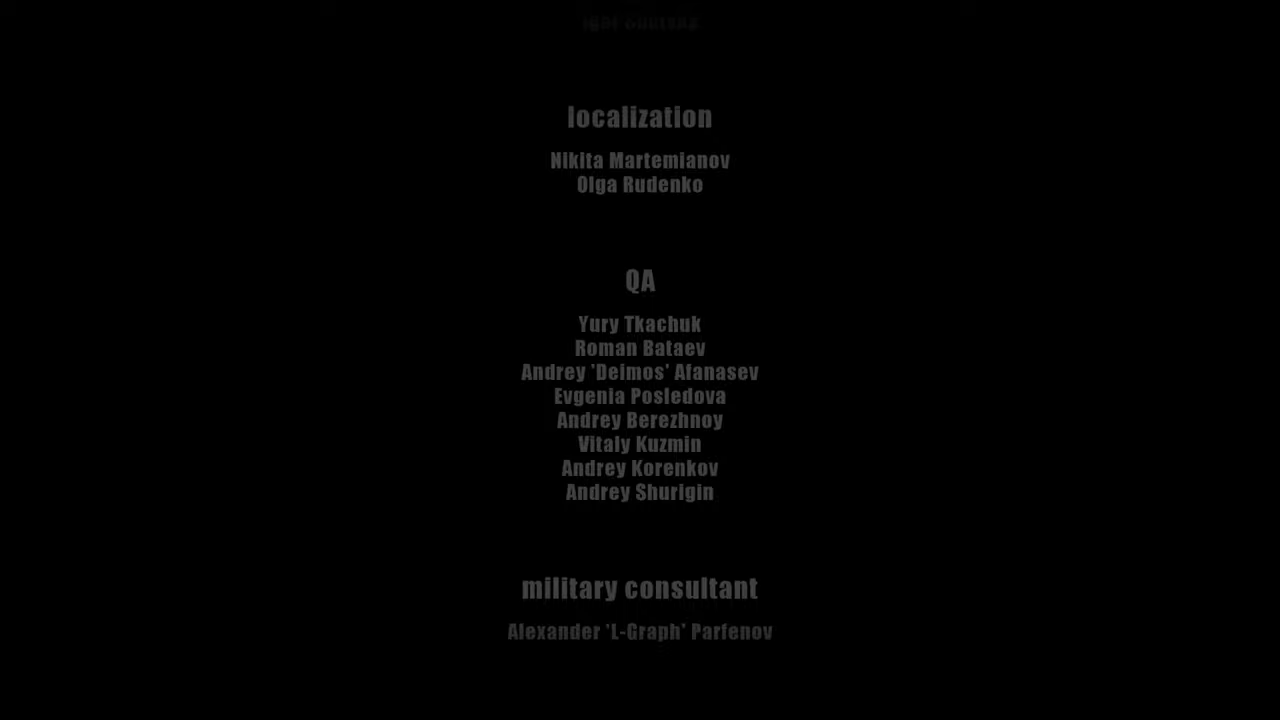 localization
Nikita Martemianov
Olga Rudenko
QA
Yury Tkachuk
Roman Bataev
Andrey 'Deimos' Afanasev
Evgenia Posledova
Andrey Berezhnoy
Vitaly Kuzmin
Andrey Korenkov
Andrey Shurigin
military consultant
Alexander 'L-Graph' Parfenov